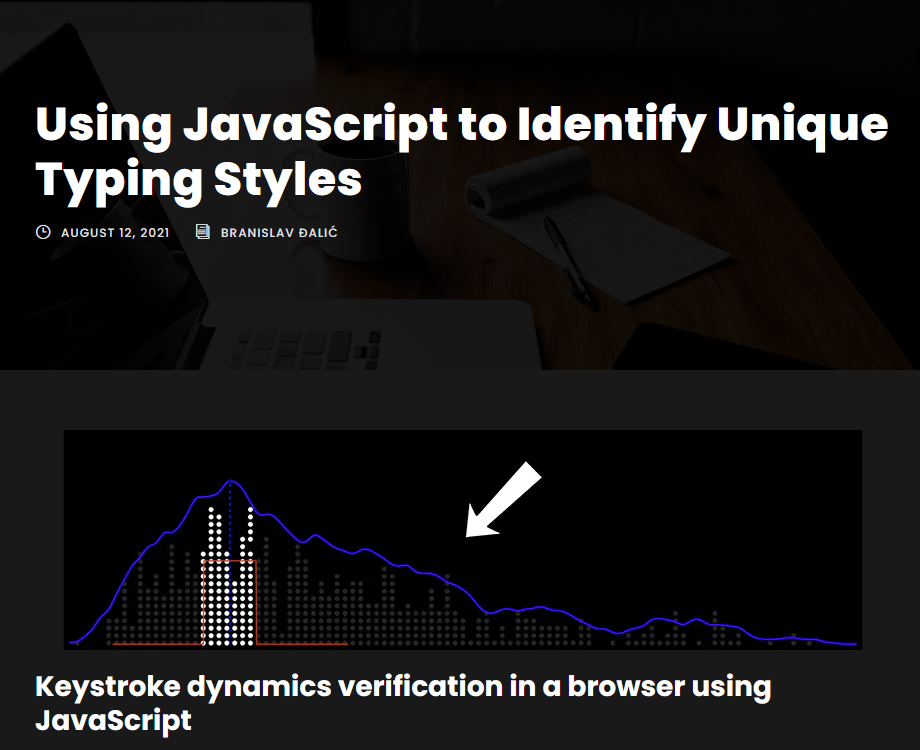 Using JavaScript to Identify Unique
Typing Styles
AUGUST 12, 2021 BRANISLAV ĐALIĆ
Keystroke dynamics verification in a browser using
JavaScript